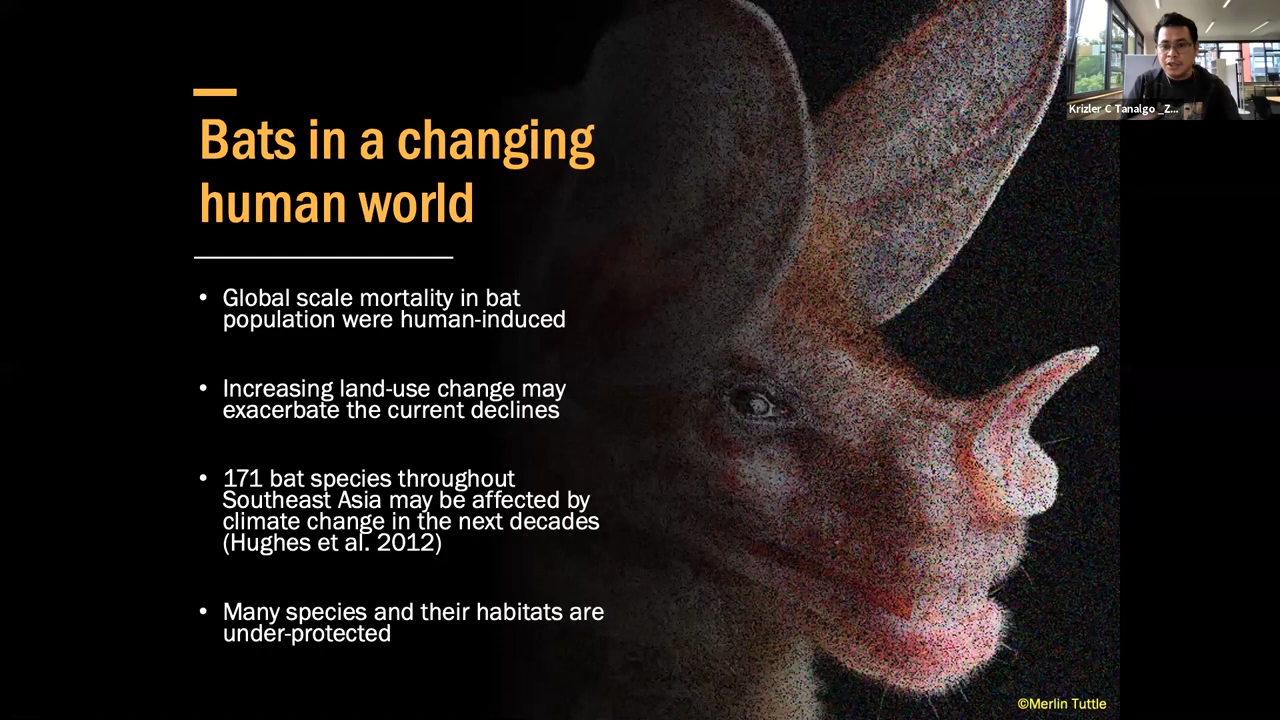 Krizler C Tanalgo _Z...
Bats in a changing
human world
• Global scale mortality in bat
population were human-induced
• Increasing land-use change may
exacerbate the current declines
• 171 bat species throughout
Southeast Asia may be affected by
climate change in the next decades
(Hughes et al. 2012)
• Many species and their habitats are
under-protected
©Merlin Tuttle